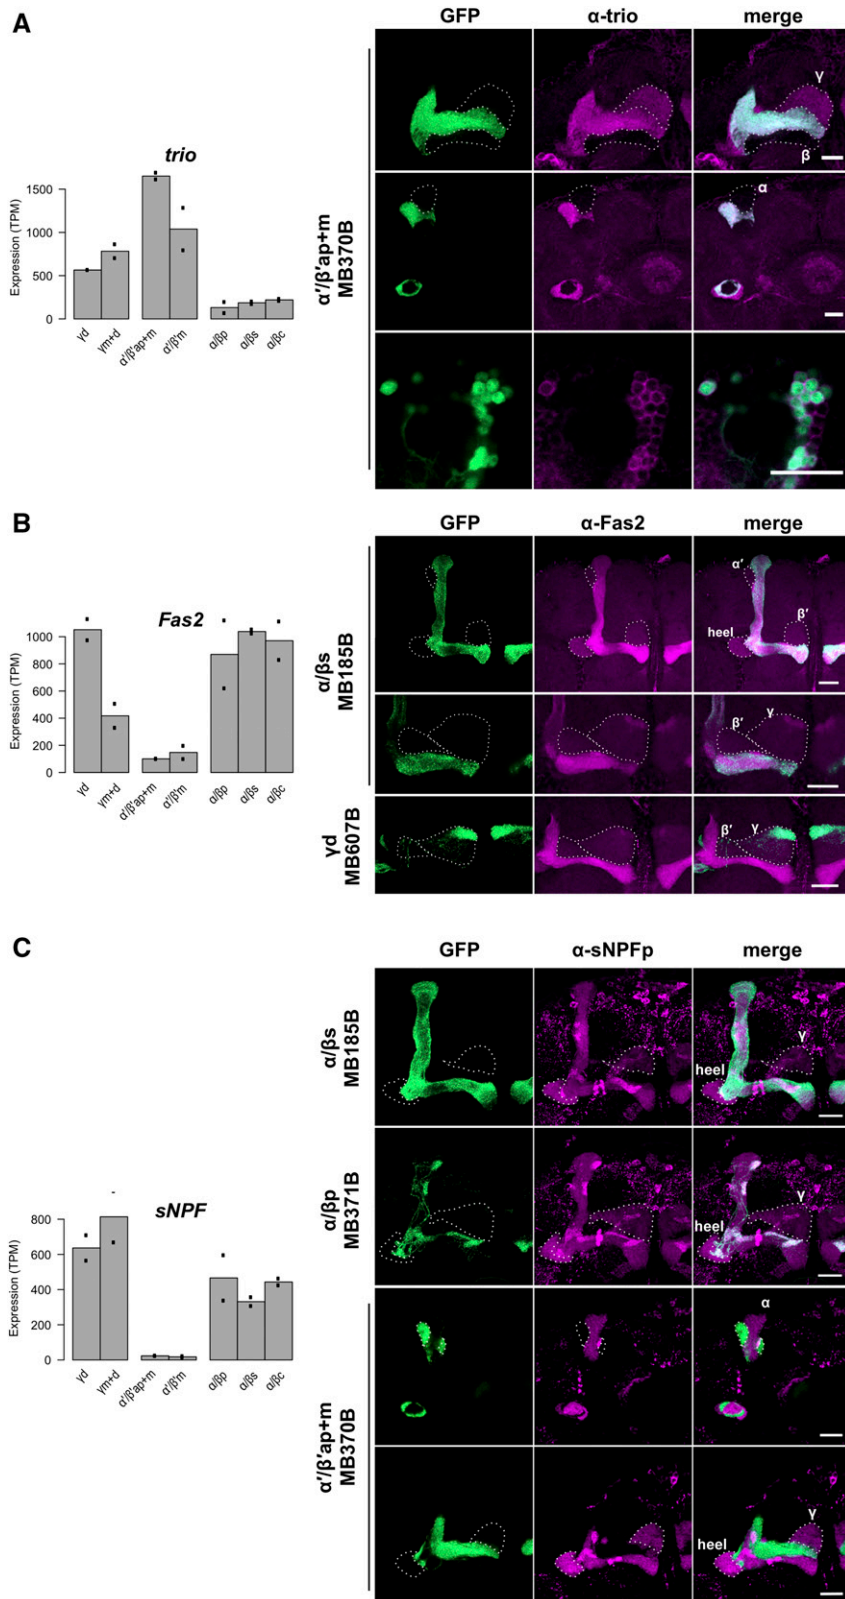 A
GFP
α-trio
merge
trio
Expression (TPM)
1500
1000
500
0
γd
γm+d
α′/β′ap+m
α′/β′m
α/βp
α/βs
α/βc
α′/β′ap+m
MB370B
γ
β
α
B
GFP
α-Fas2
merge
Fas2
Expression (TPM)
1000
800
600
400
200
0
γd
γm+d
α′/β′ap+m
α′/β′m
α/βp
α/βs
α/βc
α/βs
MB185B
α′
β′
heel
β′
γ
γd
MB607B
β′
γ
C
GFP
α-sNPFp
merge
sNPF
Expression (TPM)
800
600
400
200
0
γd
γm+d
α′/β′ap+m
α′/β′m
α/βp
α/βs
α/βc
α/βs
MB185B
γ
heel
α/βp
MB371B
γ
heel
α′/β′ap+m
MB370B
α
γ
heel